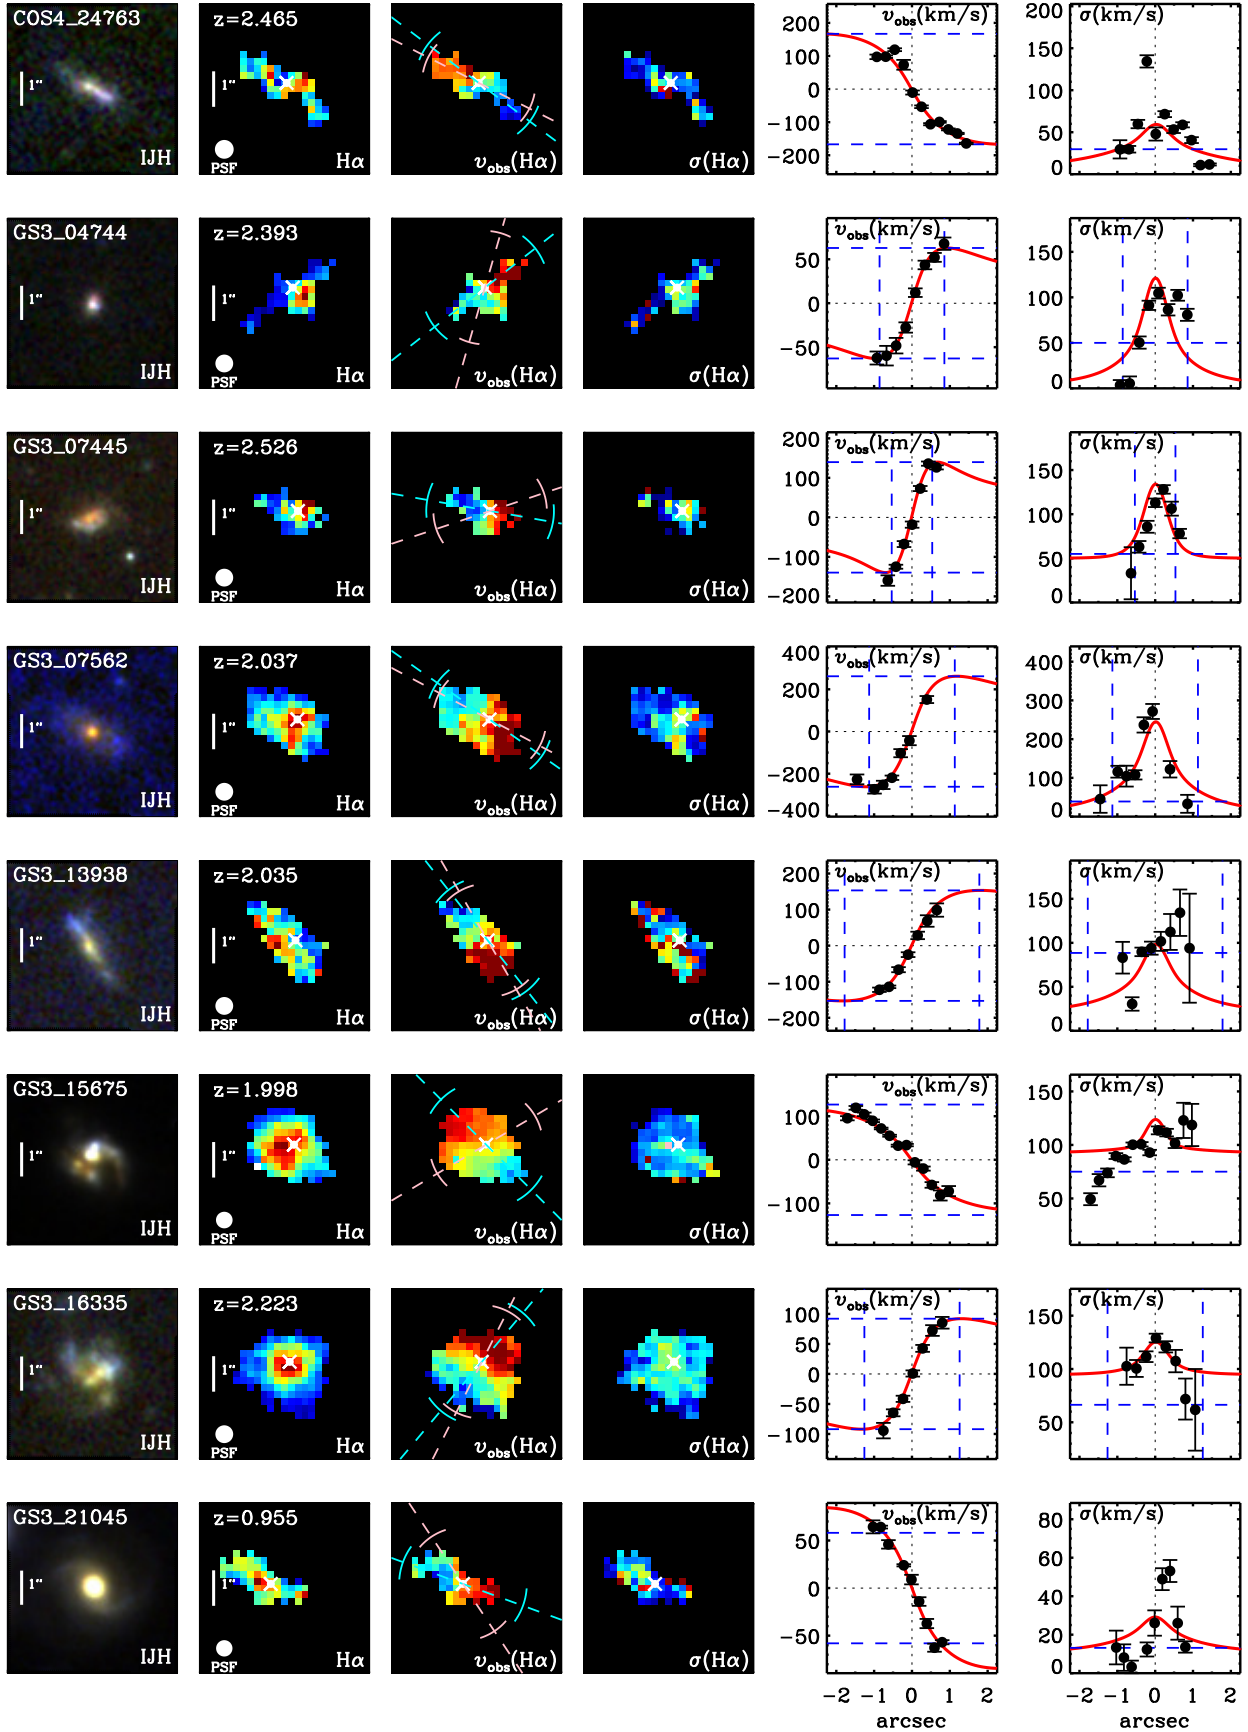 COS4_24763 z=2.465 v_obs(km/s) σ(km/s)
1" 1"
IJH PSF Hα v_obs(Hα) σ(Hα)
200 100 0 −100 −200
200 150 100 50 0
GS3_04744 z=2.393 v_obs(km/s) σ(km/s)
1" 1"
IJH PSF Hα v_obs(Hα) σ(Hα)
50 0 −50
150 100 50 0
GS3_07445 z=2.526 v_obs(km/s) σ(km/s)
1" 1"
IJH PSF Hα v_obs(Hα) σ(Hα)
200 100 0 −100 −200
150 100 50 0
GS3_07562 z=2.037 v_obs(km/s) σ(km/s)
1" 1"
IJH PSF Hα v_obs(Hα) σ(Hα)
400 200 0 −200 −400
400 300 200 100 0
GS3_13938 z=2.035 v_obs(km/s) σ(km/s)
1" 1"
IJH PSF Hα v_obs(Hα) σ(Hα)
200 100 0 −100 −200
150 100 50 0
GS3_15675 z=1.998 v_obs(km/s) σ(km/s)
1" 1"
IJH PSF Hα v_obs(Hα) σ(Hα)
100 0 −100
150 100 50
GS3_16335 z=2.223 v_obs(km/s) σ(km/s)
1" 1"
IJH PSF Hα v_obs(Hα) σ(Hα)
100 50 0 −50 −100
150 100 50
GS3_21045 z=0.955 v_obs(km/s) σ(km/s)
1" 1"
IJH PSF Hα v_obs(Hα) σ(Hα)
50 0 −50
80 60 40 20 0
−2 −1 0 1 2 −2 −1 0 1 2
arcsec arcsec